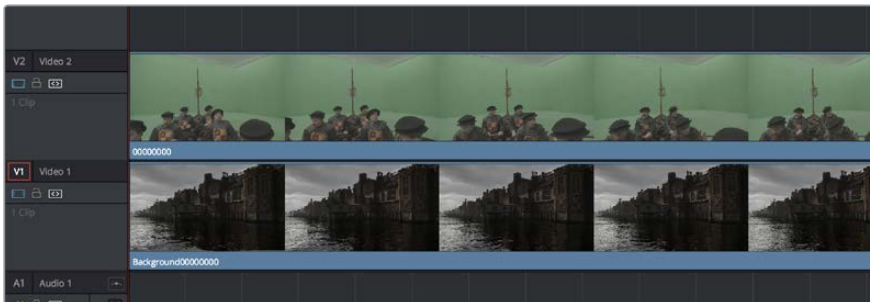 V2 Video 2
1 Clip
00000000
V1 Video 1
1 Clip
Background00000000
A1 Audio 1